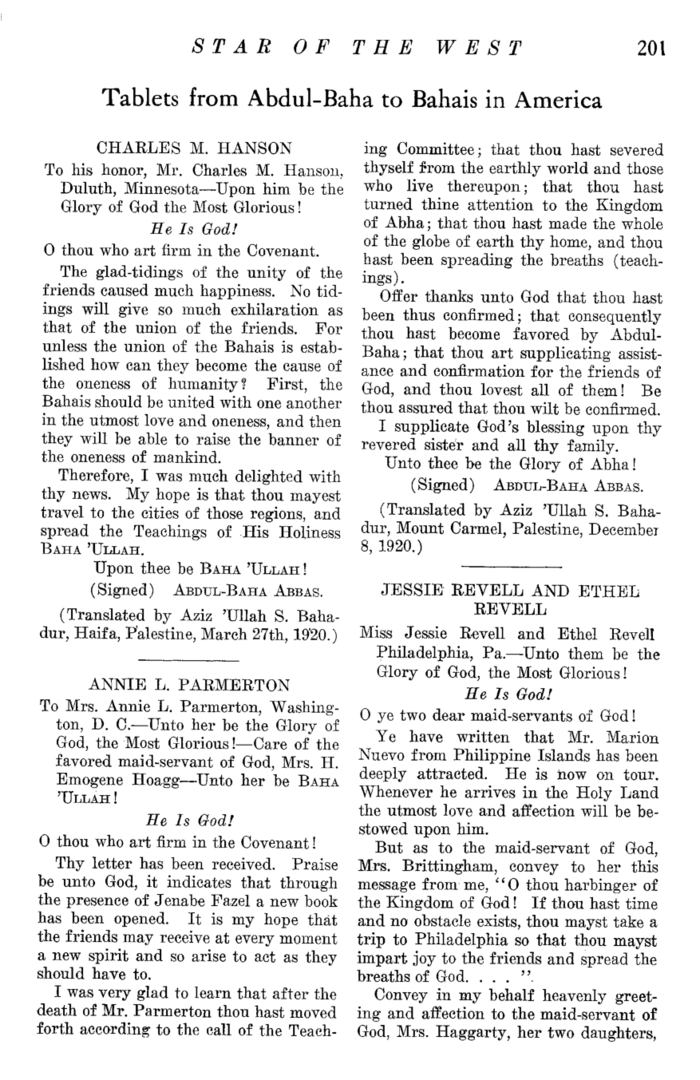 STAR OF THE WEST 201
Tablets from Abdul-Baha to Bahais in America
CHARLES M. HANSON
To his honor, Mr. Charles M. Hanson,
Duluth, Minnesota—Upon him be the
Glory of God the Most Glorious!
He Is God!
O thou who art firm in the Covenant.
The glad-tidings of the unity of the
friends caused much happiness. No tid-
ings will give so much exhilaration as
that of the union of the friends. For
unless the union of the Bahais is estab-
lished how can they become the cause of
the oneness of humanity? First, the
Bahais should be united with one another
in the utmost love and oneness, and then
they will be able to raise the banner of
the oneness of mankind.
Therefore, I was much delighted with
thy news. My hope is that thou mayest
travel to the cities of those regions, and
spread the Teachings of His Holiness
BAHA 'ULLAH.
Upon thee be BAHA 'ULLAH!
(Signed) ABDUL-BAHA ABBAS.
(Translated by Aziz 'Ullah S. Baha-
dur, Haifa, Palestine, March 27th, 1920.)
ANNIE L. PARMERTON
To Mrs. Annie L. Parmerton, Washing-
ton, D. C.—Unto her be the Glory of
God, the Most Glorious!—Care of the
favored maid-servant of God, Mrs. H.
Emogene Hoagg—Unto her be BAHA
'ULLAH!
He Is God!
O thou who art firm in the Covenant!
Thy letter has been received. Praise
be unto God, it indicates that through
the presence of Jenabe Fazel a new book
has been opened. It is my hope that
the friends may receive at every moment
a new spirit and so arise to act as they
should have to.
I was very glad to learn that after the
death of Mr. Parmerton thou hast moved
forth according to the call of the Teach-
ing Committee; that thou hast severed
thyself from the earthly world and those
who live thereupon; that thou hast
turned thine attention to the Kingdom
of Abha; that thou hast made the whole
of the globe of earth thy home, and thou
hast been spreading the breaths (teach-
ings).
Offer thanks unto God that thou hast
been thus confirmed; that consequently
thou hast become favored by Abdul-
Baha; that thou art supplicating assist-
ance and confirmation for the friends of
God, and thou lovest all of them! Be
thou assured that thou wilt be confirmed.
I supplicate God's blessing upon thy
revered sister and all thy family.
Unto thee be the Glory of Abha!
(Signed) ABDUL-BAHA ABBAS.
(Translated by Aziz 'Ullah S. Baha-
dur, Mount Carmel, Palestine, December
8, 1920.)
JESSIE REVELL AND ETHEL
REVELL
Miss Jessie Revell and Ethel Revell
Philadelphia, Pa.—Unto them be the
Glory of God, the Most Glorious!
He Is God!
O ye two dear maid-servants of God!
Ye have written that Mr. Marion
Nuevo from Philippine Islands has been
deeply attracted. He is now on tour.
Whenever he arrives in the Holy Land
the utmost love and affection will be be-
stowed upon him.
But as to the maid-servant of God,
Mrs. Brittingham, convey to her this
message from me, "O thou harbinger of
the Kingdom of God! If thou hast time
and no obstacle exists, thou mayst take a
trip to Philadelphia so that thou mayst
impart joy to the friends and spread the
breaths of God. . . . ".
Convey in my behalf heavenly greet-
ing and affection to the maid-servant of
God, Mrs. Haggarty, her two daughters,